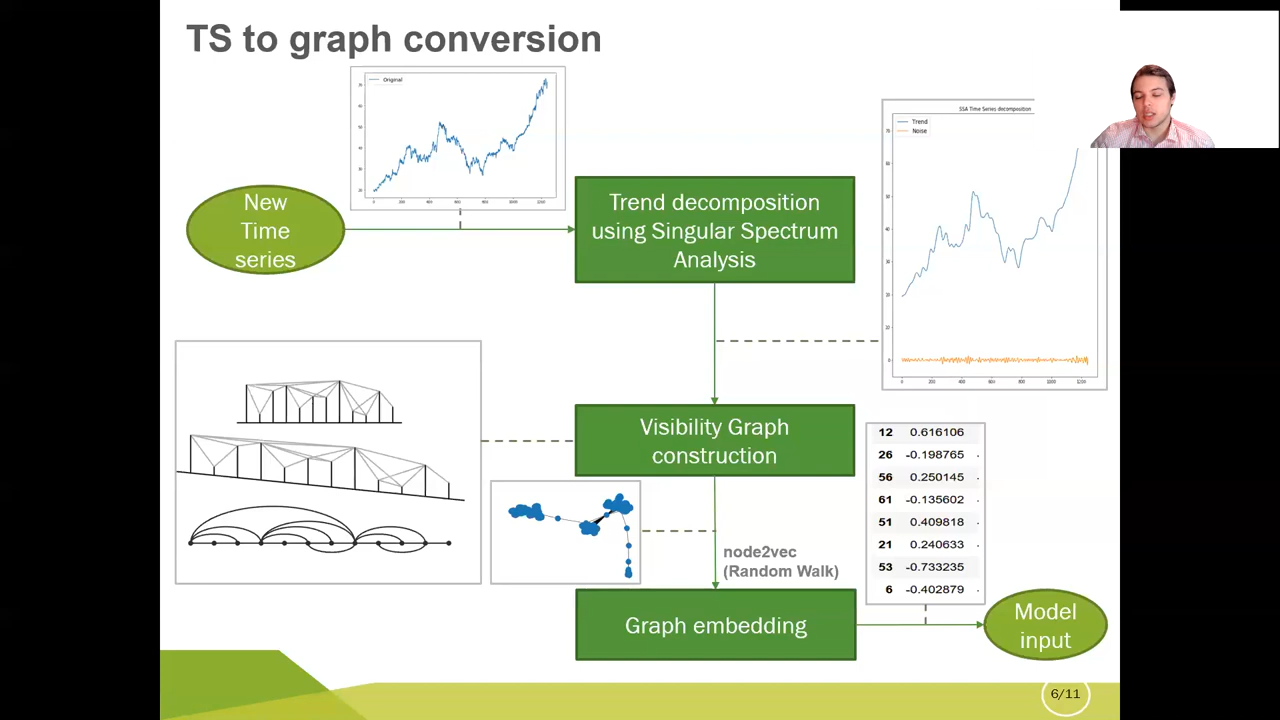 TS to graph conversion
Original
SSA Time Series decomposition
Trend
Noise
New
Time
series
Trend decomposition
using Singular Spectrum
Analysis
Visibility Graph
construction
12 0.616106
26 -0.198765
56 0.250145
61 -0.135602
51 0.409818
21 0.240633
53 -0.733235
6 -0.402879
node2vec
(Random Walk)
Graph embedding
Model
input
6/11